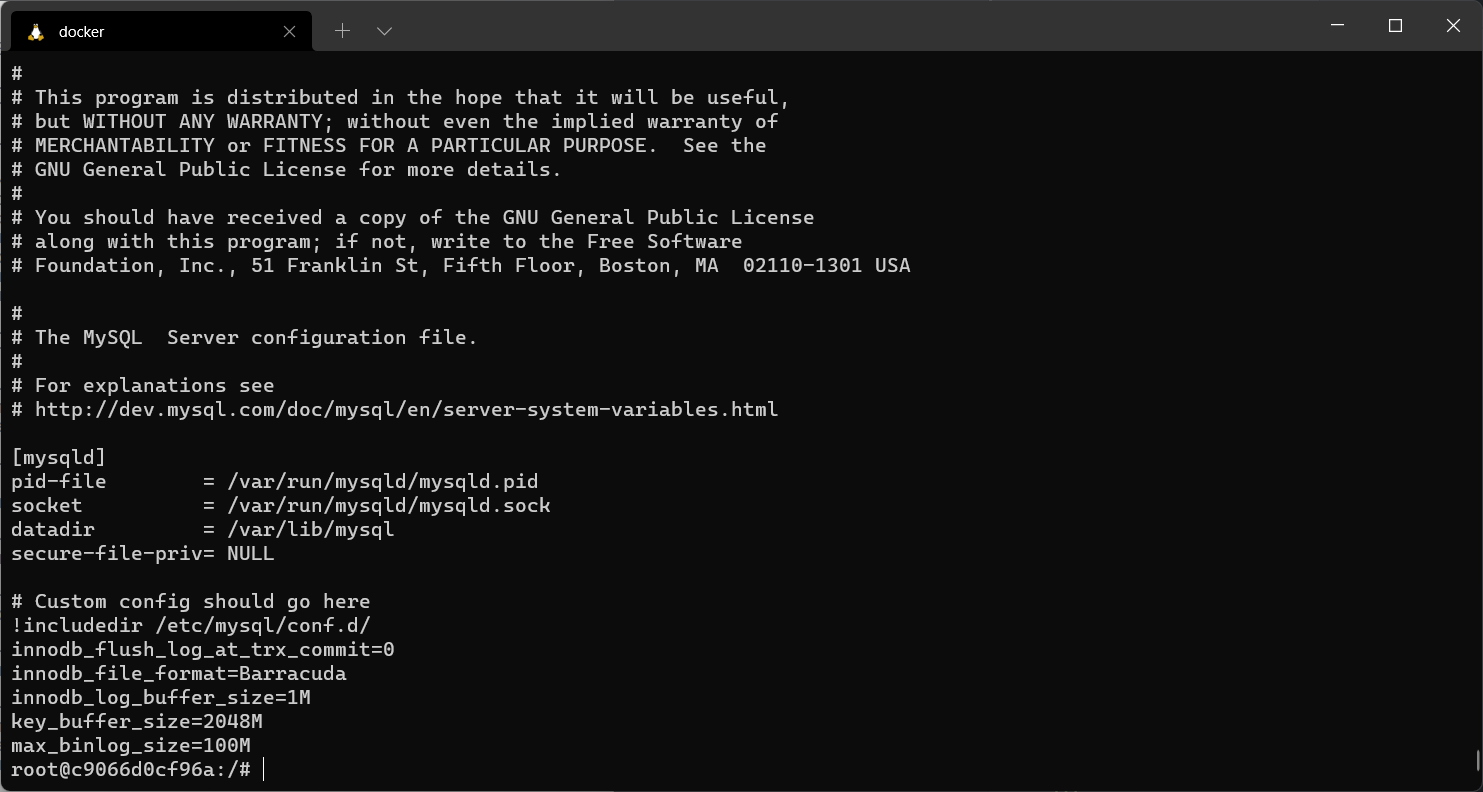 docker
#
# This program is distributed in the hope that it will be useful,
# but WITHOUT ANY WARRANTY; without even the implied warranty of
# MERCHANTABILITY or FITNESS FOR A PARTICULAR PURPOSE.  See the
# GNU General Public License for more details.
#
# You should have received a copy of the GNU General Public License
# along with this program; if not, write to the Free Software
# Foundation, Inc., 51 Franklin St, Fifth Floor, Boston, MA  02110-1301 USA

#
# The MySQL  Server configuration file.
#
# For explanations see
# http://dev.mysql.com/doc/mysql/en/server-system-variables.html

[mysqld]
pid-file        = /var/run/mysqld/mysqld.pid
socket          = /var/run/mysqld/mysqld.sock
datadir         = /var/lib/mysql
secure-file-priv= NULL

# Custom config should go here
!includedir /etc/mysql/conf.d/
innodb_flush_log_at_trx_commit=0
innodb_file_format=Barracuda
innodb_log_buffer_size=1M
key_buffer_size=2048M
max_binlog_size=100M
root@c9066d0cf96a:/#